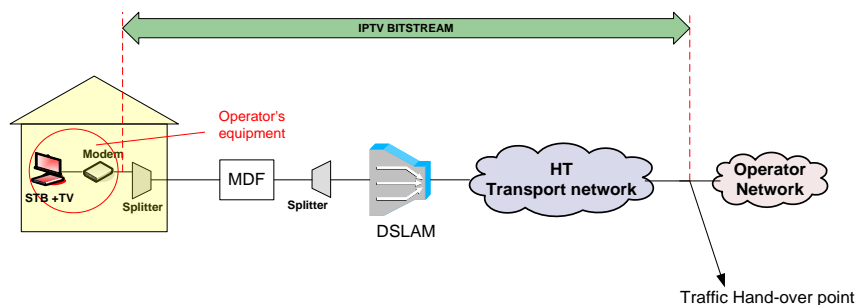 IPTV BITSTREAM
Operator's
equipment
Modem
STB +TV
Splitter
MDF
Splitter
DSLAM
HT
Transport network
Operator
Network
Traffic Hand-over point